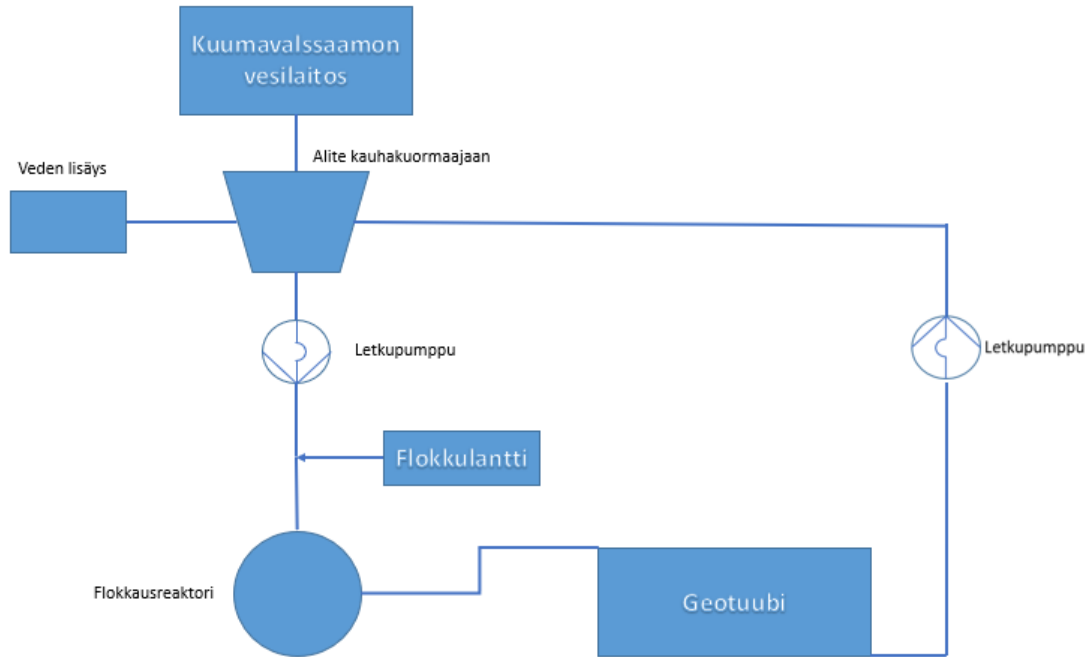 Kuumavalssaamon
vesilaitos
Alite kauhakuormaajaan
Veden lisäys
Letkupumppu
Letkupumppu
Flokkulantti
Flokkausreaktori
Geotuubi